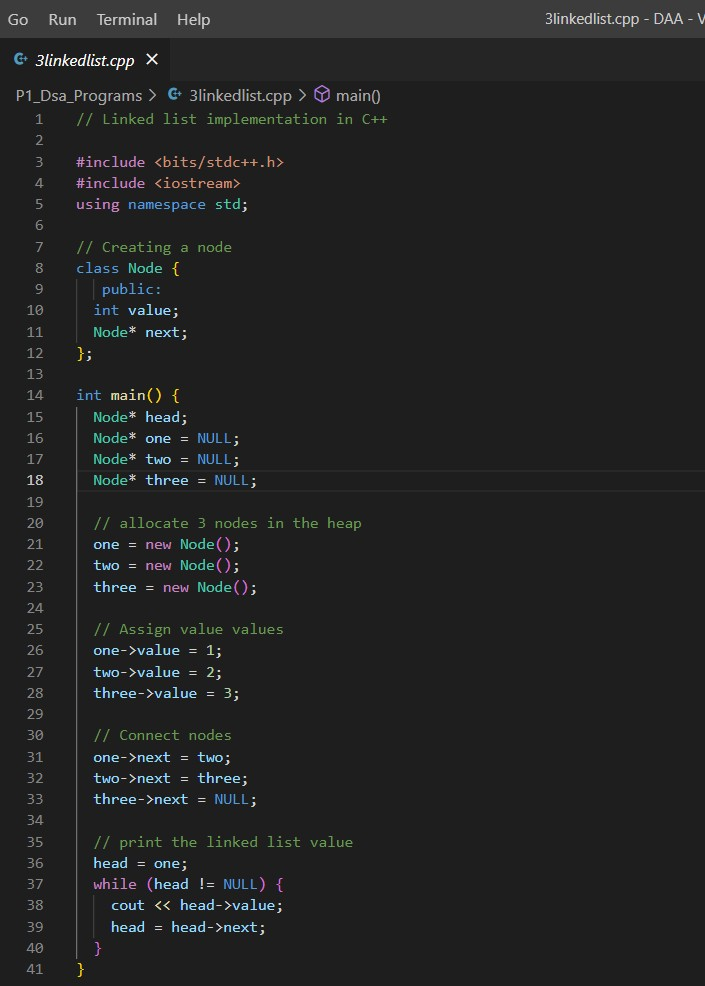 Go Run Terminal Help 3linkedlist.cpp - DAA - V
3linkedlist.cpp ×
P1_Dsa_Programs > 3linkedlist.cpp > main()
1 // Linked list implementation in C++
2
3 #include <bits/stdc++.h>
4 #include <iostream>
5 using namespace std;
6
7 // Creating a node
8 class Node {
9 public:
10 int value;
11 Node* next;
12 };
13
14 int main() {
15 Node* head;
16 Node* one = NULL;
17 Node* two = NULL;
18 Node* three = NULL;
19
20 // allocate 3 nodes in the heap
21 one = new Node();
22 two = new Node();
23 three = new Node();
24
25 // Assign value values
26 one->value = 1;
27 two->value = 2;
28 three->value = 3;
29
30 // Connect nodes
31 one->next = two;
32 two->next = three;
33 three->next = NULL;
34
35 // print the linked list value
36 head = one;
37 while (head != NULL) {
38 cout << head->value;
39 head = head->next;
40 }
41 }